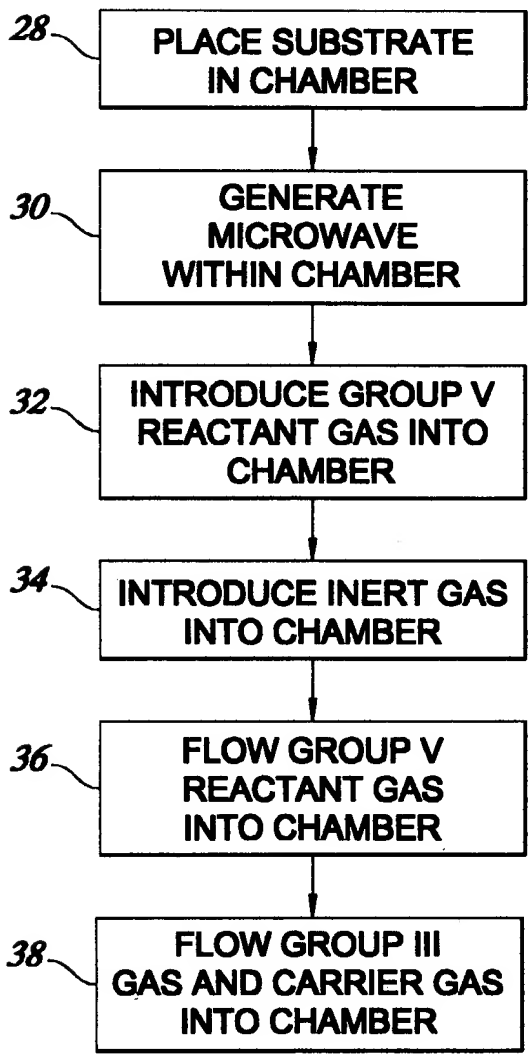 28
PLACE SUBSTRATE
IN CHAMBER
30
GENERATE
MICROWAVE
WITHIN CHAMBER
32
INTRODUCE GROUP V
REACTANT GAS INTO
CHAMBER
34
INTRODUCE INERT GAS
INTO CHAMBER
36
FLOW GROUP V
REACTANT GAS
INTO CHAMBER
38
FLOW GROUP III
GAS AND CARRIER GAS
INTO CHAMBER